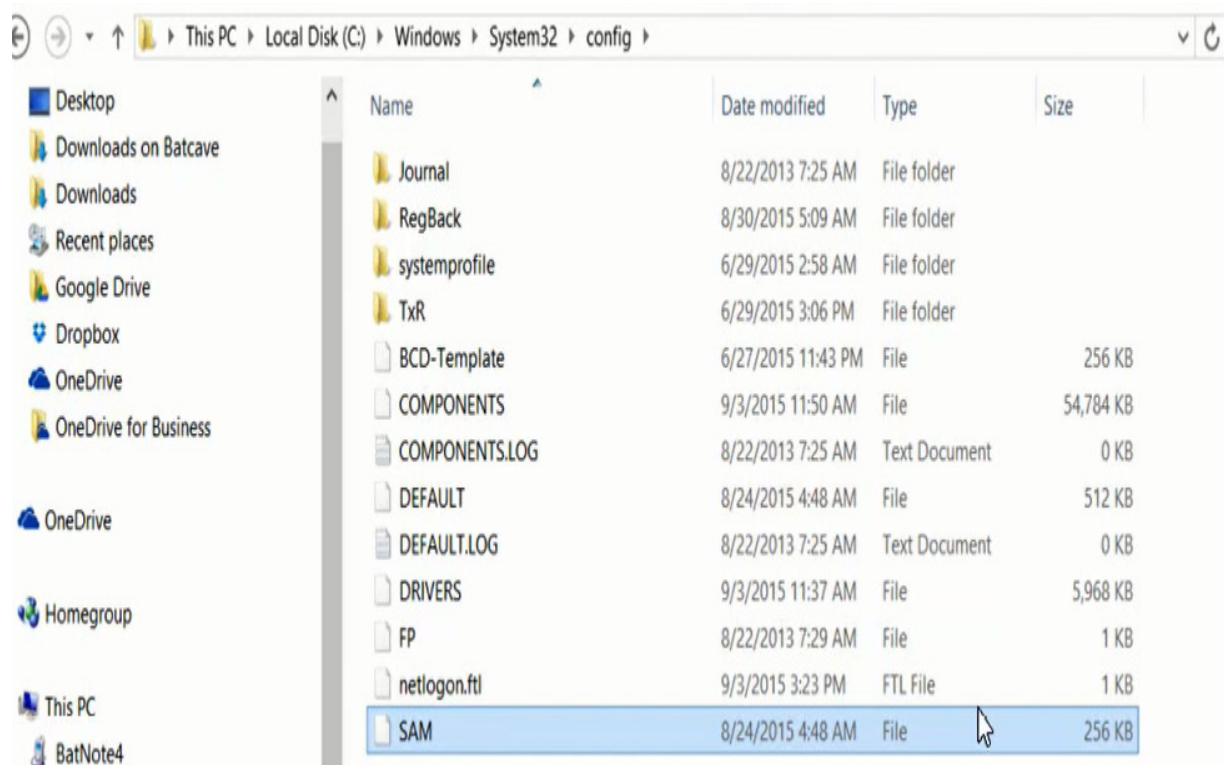 This PC Local Disk (C:) Windows System32 config
Desktop
Downloads on Batcave
Downloads
Recent places
Google Drive
Dropbox
OneDrive
OneDrive for Business
OneDrive
Homegroup
This PC
BatNote4
Name Date modified Type Size
Journal 8/22/2013 7:25 AM File folder
RegBack 8/30/2015 5:09 AM File folder
systemprofile 6/29/2015 2:58 AM File folder
TxR 6/29/2015 3:06 PM File folder
BCD-Template 6/27/2015 11:43 PM File 256 KB
COMPONENTS 9/3/2015 11:50 AM File 54,784 KB
COMPONENTS.LOG 8/22/2013 7:25 AM Text Document 0 KB
DEFAULT 8/24/2015 4:48 AM File 512 KB
DEFAULT.LOG 8/22/2013 7:25 AM Text Document 0 KB
DRIVERS 9/3/2015 11:37 AM File 5,968 KB
FP 8/22/2013 7:29 AM File 1 KB
netlogon.ftl 9/3/2015 3:23 PM FTL File 1 KB
SAM 8/24/2015 4:48 AM File 256 KB